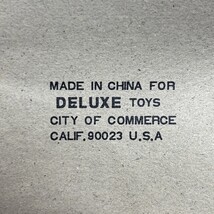 MADE IN CHINA FOR
DELUXE TOYS
CITY OF COMMERCE
CALIF. 90023 U.S.A